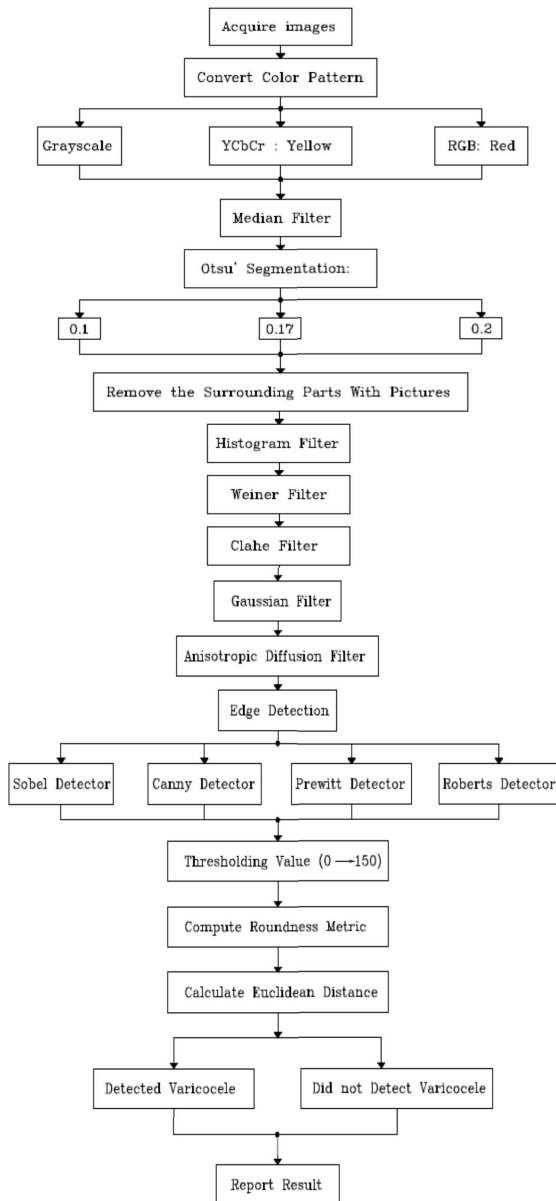 Acquire images
Convert Color Pattern
Grayscale
YCbCr : Yellow
RGB: Red
Median Filter
Otsu' Segmentation:
0.1
0.17
0.2
Remove the Surrounding Parts With Pictures
Histogram Filter
Weiner Filter
Clahe Filter
Gaussian Filter
Anisotropic Diffusion Filter
Edge Detection
Sobel Detector
Canny Detector
Prewitt Detector
Roberts Detector
Thresholding Value (0 →150)
Compute Roundness Metric
Calculate Euclidean Distance
Detected Varicocele
Did not Detect Varicocele
Report Result